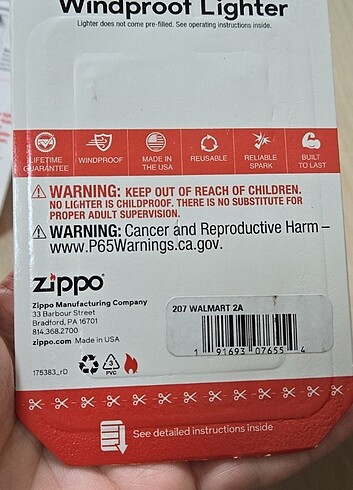 Windproof Lighter
Lighter does not come pre-filled. See operating instructions inside.
LIFETIME GUARANTEE
WINDPROOF
MADE IN THE USA
REUSABLE
RELIABLE SPARK
BUILT TO LAST
WARNING: KEEP OUT OF REACH OF CHILDREN.
NO LIGHTER IS CHILDPROOF. THERE IS NO SUBSTITUTE FOR
PROPER ADULT SUPERVISION.
WARNING: Cancer and Reproductive Harm –
www.P65Warnings.ca.gov.
zippo®
Zippo Manufacturing Company
33 Barbour Street
Bradford, PA 16701
814.368.2700
zippo.com Made in USA
207 WALMART 2A
1 91693 07655 4
3
PVC
175383_rD
See detailed instructions inside